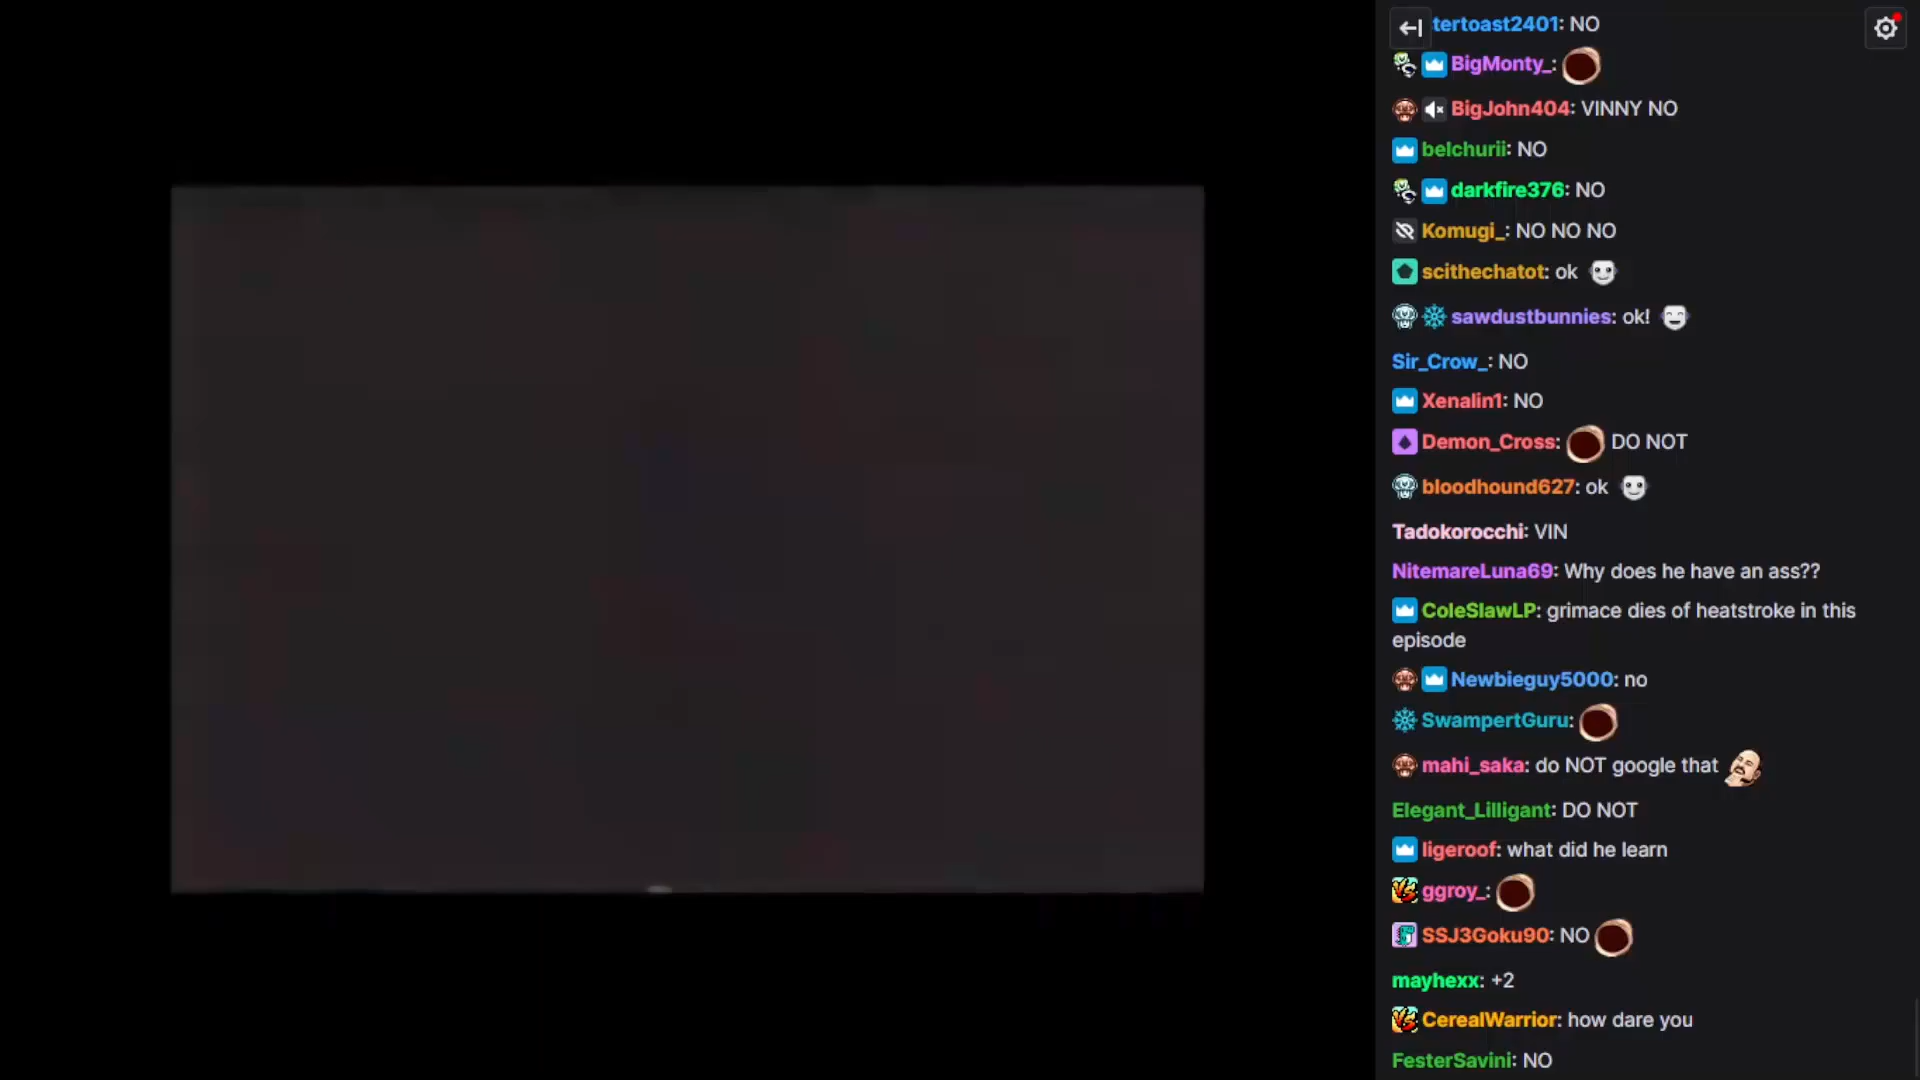 tertoast2401: NO
BigMonty_:
BigJohn404: VINNY NO
belchurii: NO
darkfire376: NO
Komugi_: NO NO NO
scithechatot: ok
sawdustbunnies: ok!
Sir_Crow_: NO
Xenalin1: NO
Demon_Cross: DO NOT
bloodhound627: ok
Tadokorocchi: VIN
NitemareLuna69: Why does he have an ass??
ColeSlawLP: grimace dies of heatstroke in this
episode
Newbieguy5000: no
SwampertGuru:
mahi_saka: do NOT google that
Elegant_Lilligant: DO NOT
ligeroof: what did he learn
ggroy_:
SSJ3Goku90: NO
mayhexx: +2
CerealWarrior: how dare you
FesterSavini: NO